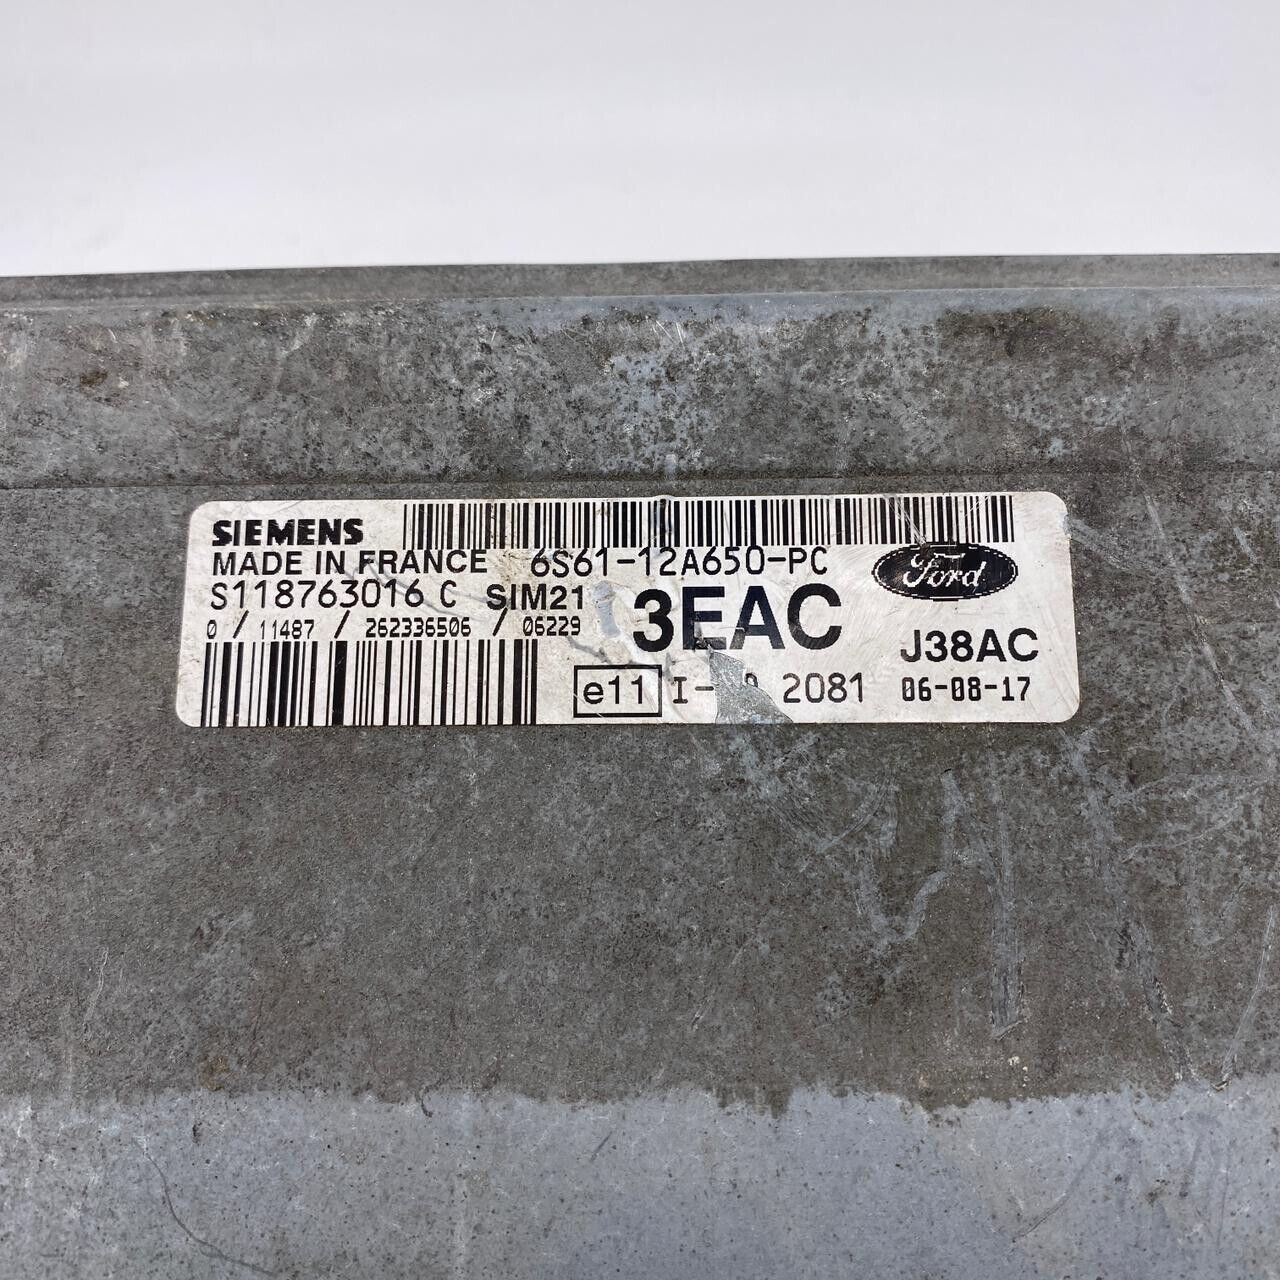 SIEMENS
MADE IN FRANCE 6S61-12A650-PC
Ford
S118763016 C SIM21
3EAC
0 / 11487 / 262336506 / 06229
J38AC
e11 2081 06-08-17